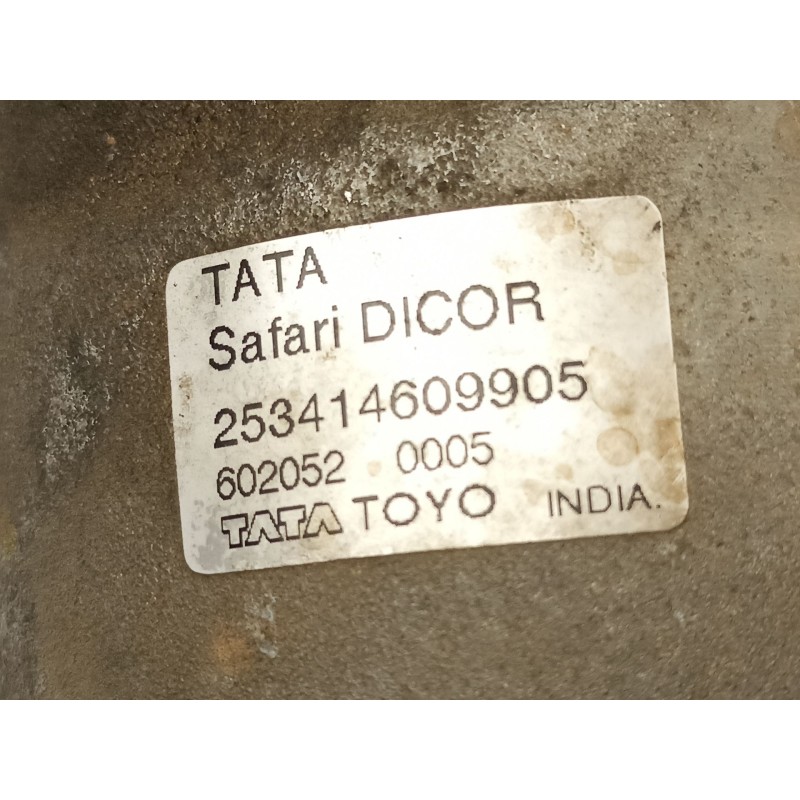 TATA
Safari DICOR
253414609905
602052 0005
TATA TOYO INDIA.